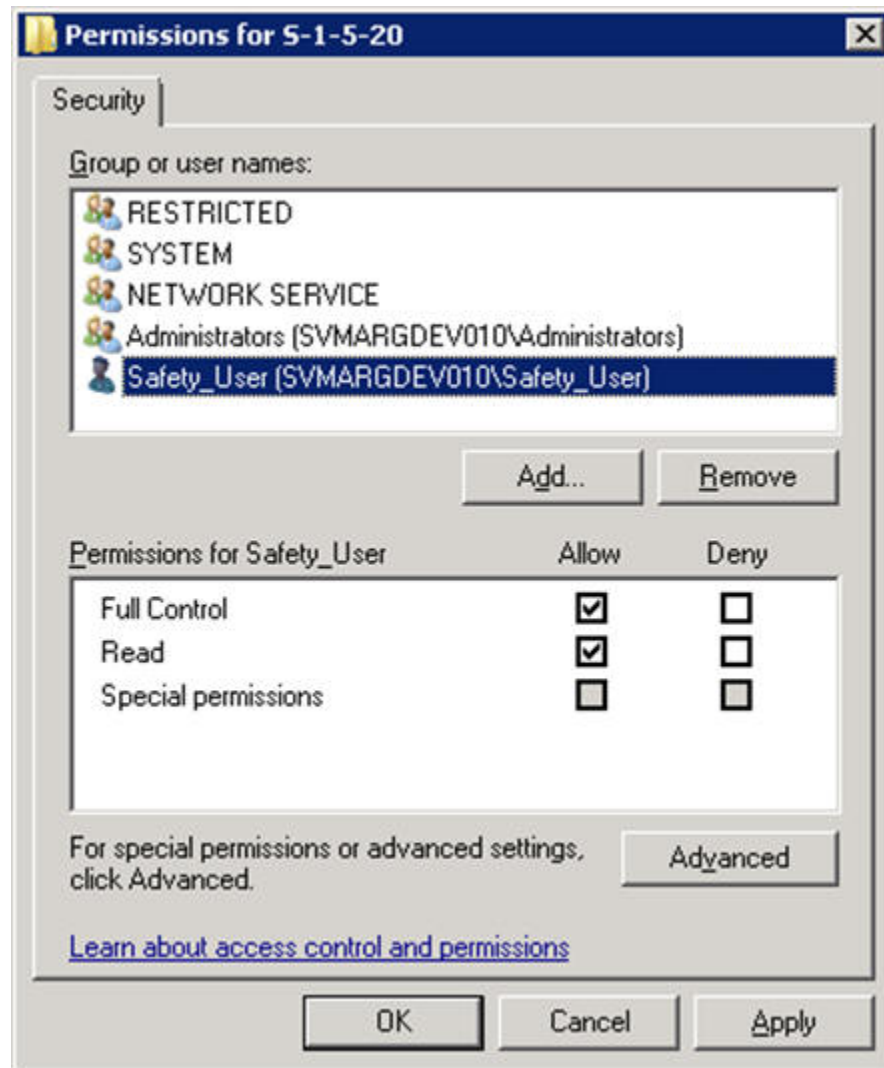 Permissions for S-1-5-20
Security
Group or user names:
RESTRICTED
SYSTEM
NETWORK SERVICE
Administrators (SVMARGDEV010\Administrators)
Safety_User (SVMARGDEV010\Safety_User)
Add...
Remove
Permissions for Safety_User Allow Deny
Full Control
Read
Special permissions
For special permissions or advanced settings,
click Advanced.
Advanced
Learn about access control and permissions
OK Cancel Apply